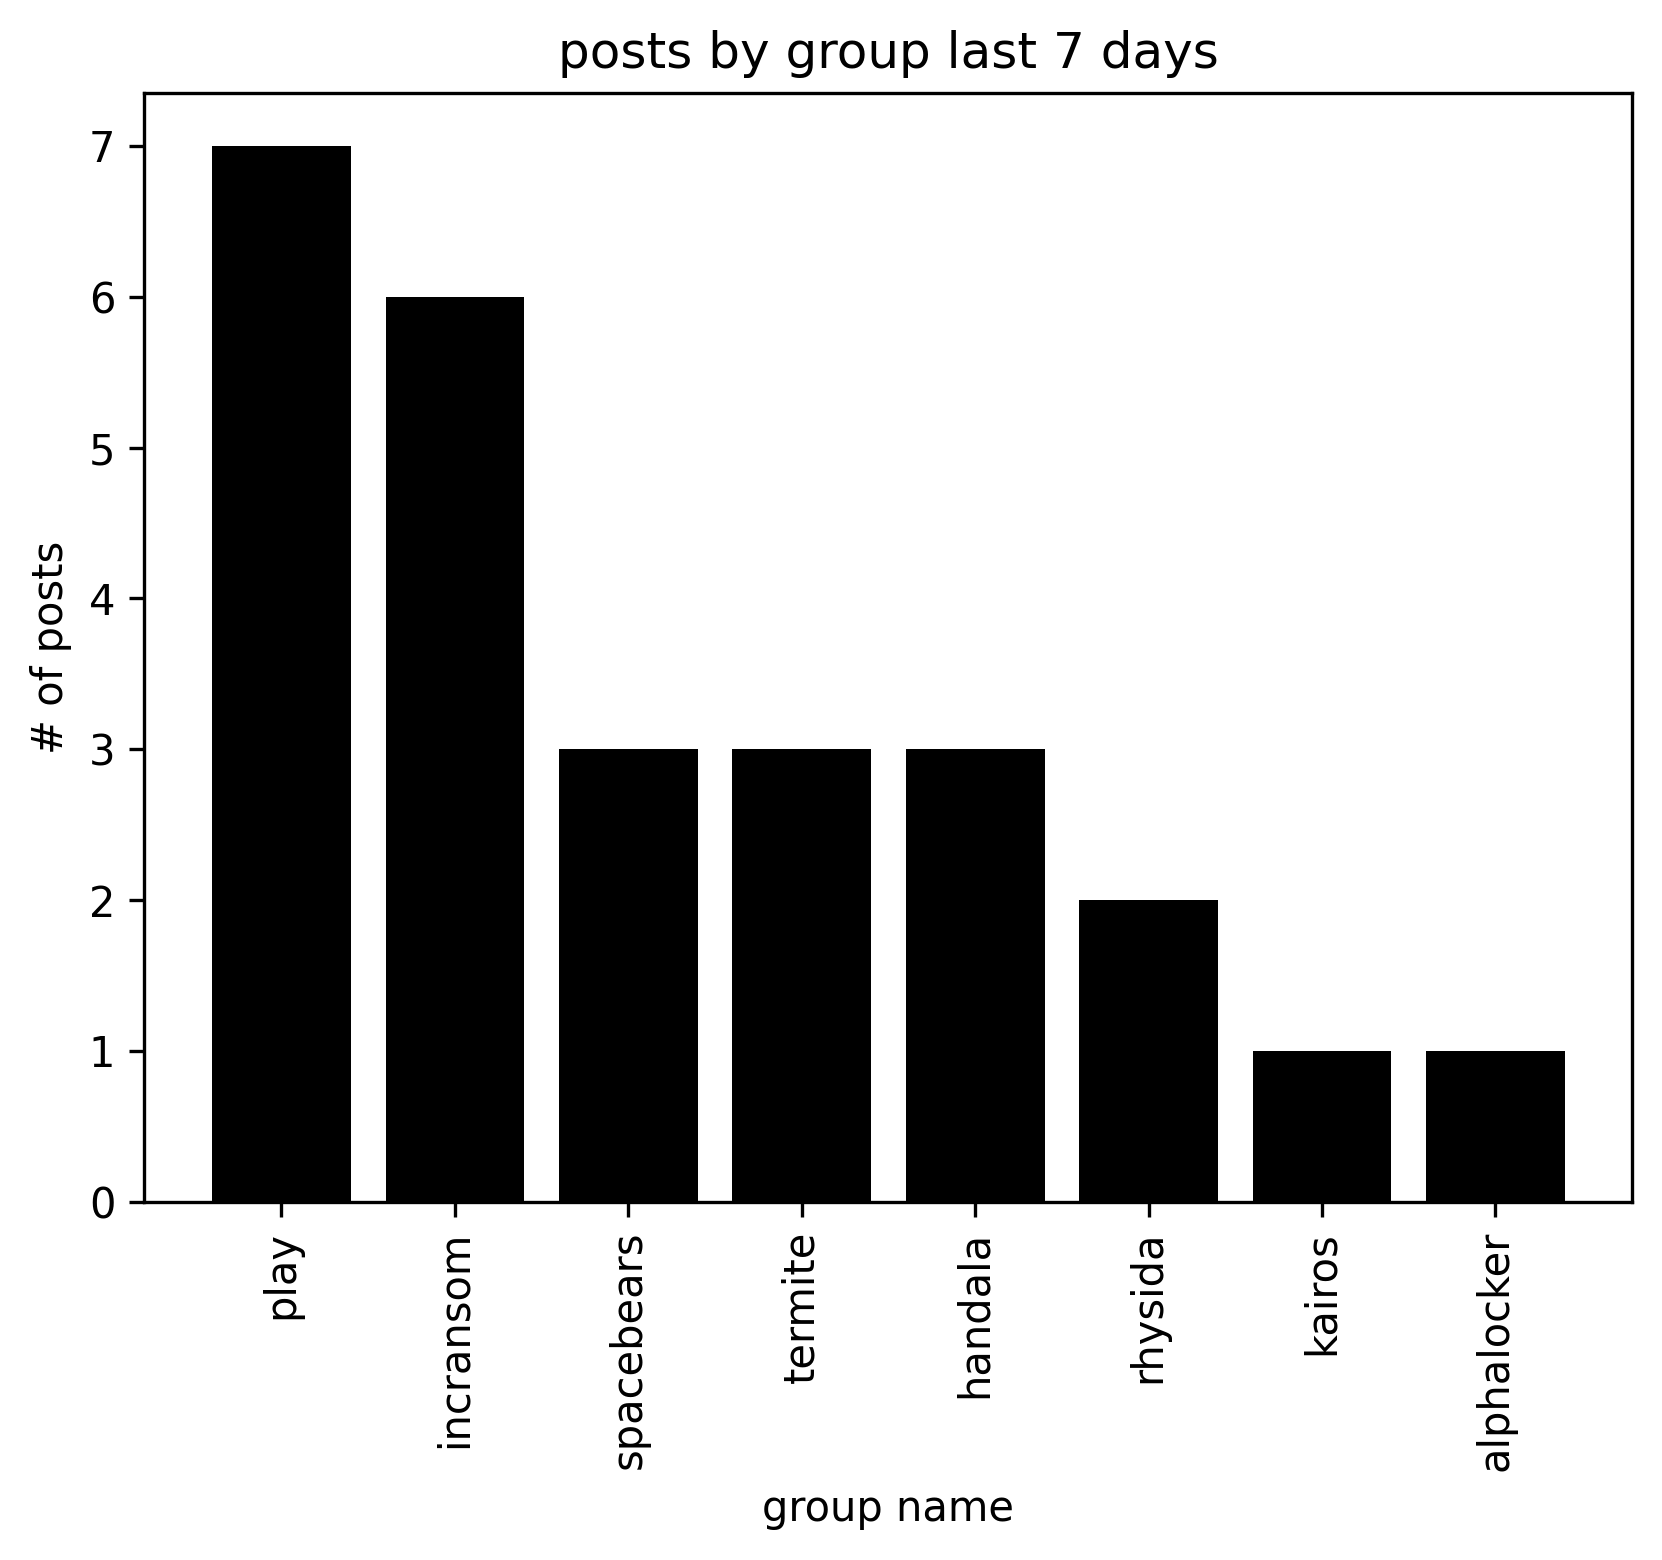 posts by group last 7 days
# of posts
7
6
5
4
3
2
1
0
play
incransom
spacebears
termite
handala
rhysida
kairos
alphalocker
group name